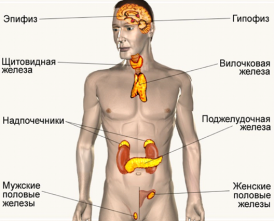 Эпифиз
Гипофиз
Щитовидная
железа
Вилочковая
железа
Надпочечники
Поджелудочная
железа
Мужские
половые
железы
Женские
половые
железы